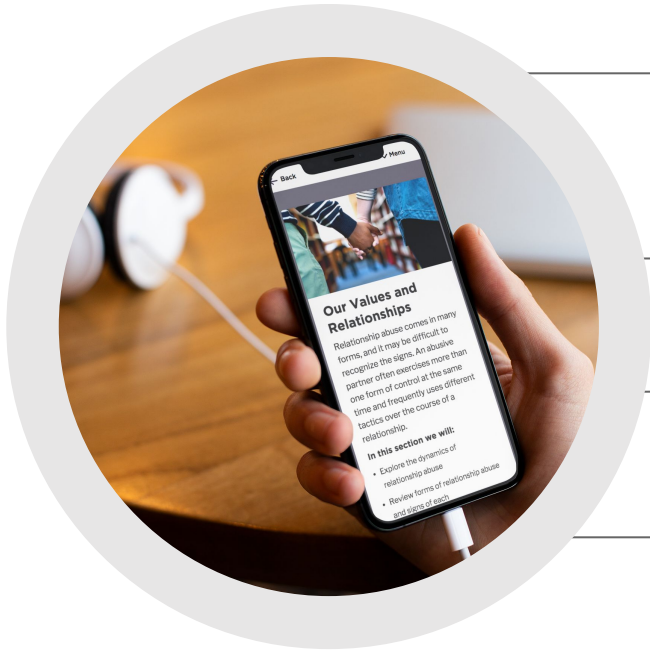 ← Back
Menu
Our Values and
Relationships
Relationship abuse comes in many
forms, and it may be difficult to
recognize the signs. An abusive
partner often exercises more than
one form of control at the same
time and frequently uses different
tactics over the course of a
relationship.
In this section we will:
• Explore the dynamics of
relationship abuse
• Review forms of relationship abuse
and signs of each